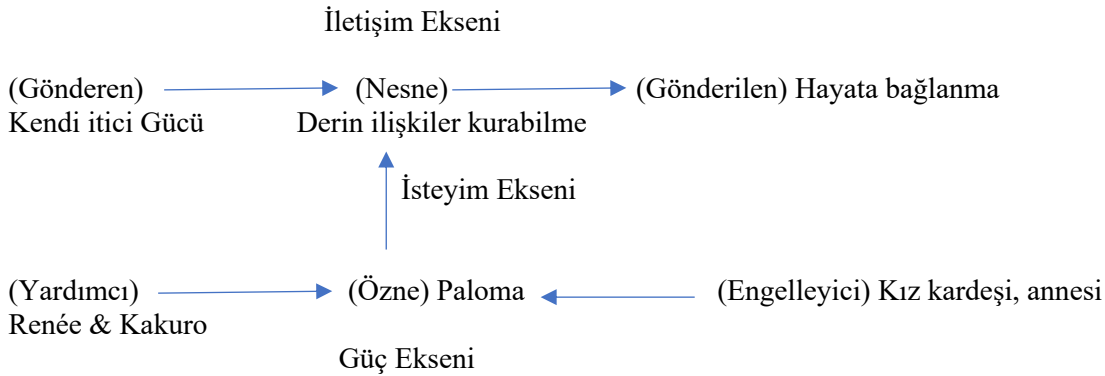 İletişim Ekseni
(Gönderen) (Nesne) (Gönderilen) Hayata bağlanma
Kendi itici Gücü Derin ilişkiler kurabilme
İsteyim Ekseni
(Yardımcı) (Özne) Paloma (Engelleyici) Kız kardeşi, annesi
Renée & Kakuro
Güç Ekseni